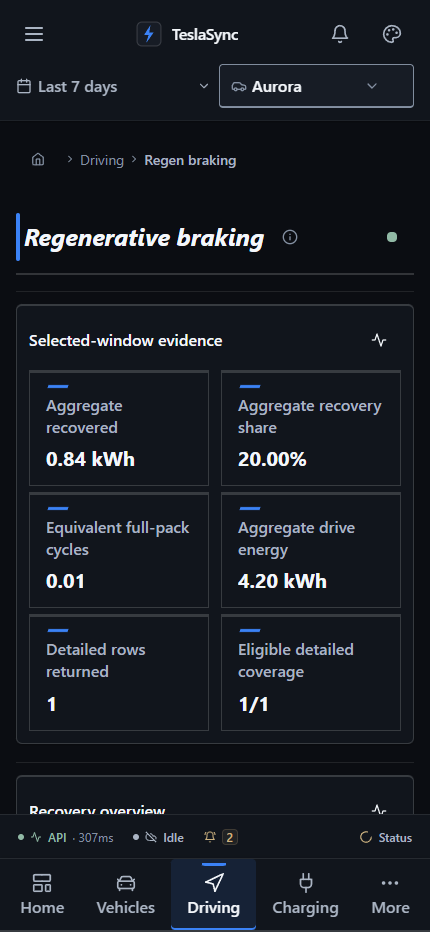 TeslaSync
Last 7 days
Aurora
Driving
Regen braking
Regenerative braking
Selected-window evidence
Aggregate
recovered
0.84 kWh
Aggregate recovery
share
20.00%
Equivalent full-pack
cycles
0.01
Aggregate drive
energy
4.20 kWh
Detailed rows
returned
1
Eligible detailed
coverage
1/1
Recovery overview
API · 307ms
Idle
2
Status
Home
Vehicles
Driving
Charging
More